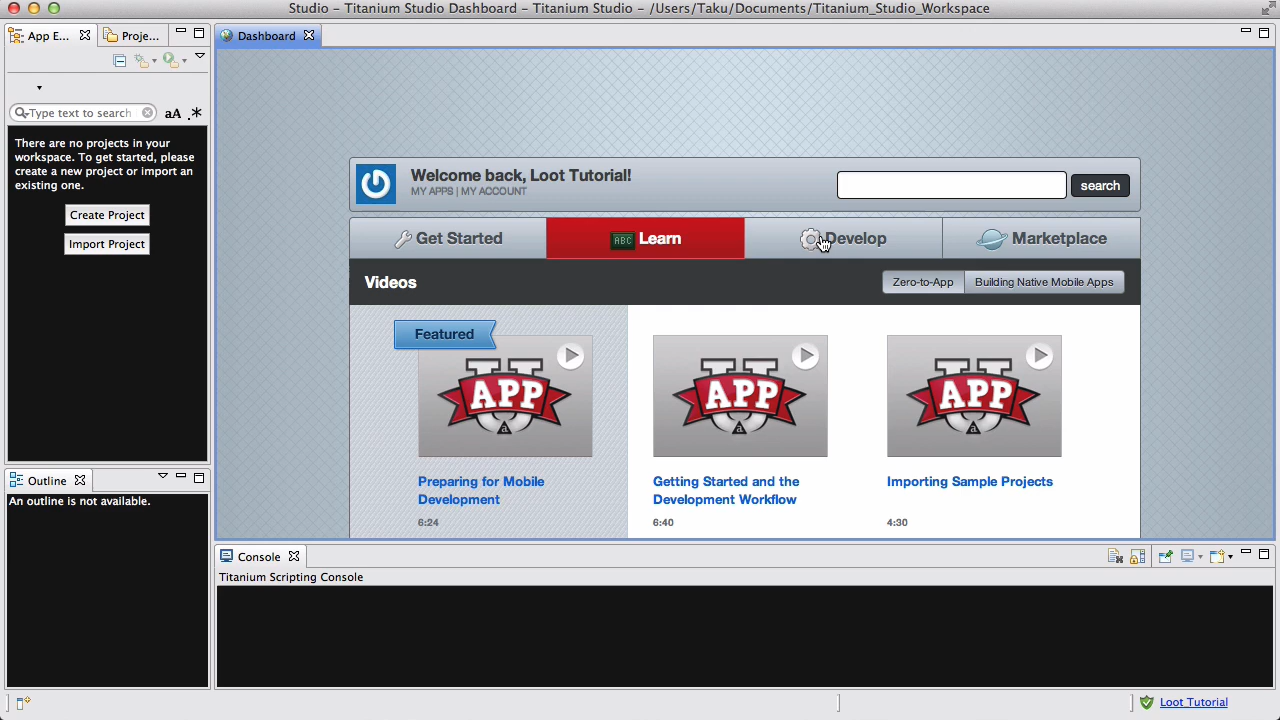 Studio – Titanium Studio Dashboard – Titanium Studio – /Users/Taku/Documents/Titanium_Studio_Workspace
App E...
Proje...
Dashboard
Type text to search
aA .*
There are no projects in your
workspace. To get started, please
create a new project or import an
existing one.
Create Project
Import Project
Welcome back, Loot Tutorial!
MY APPS | MY ACCOUNT
search
Get Started
ABC Learn
Develop
Marketplace
Videos
Zero-to-App
Building Native Mobile Apps
Featured
U APP a
U APP a
U APP a
Preparing for Mobile
Development
6:24
Getting Started and the
Development Workflow
6:40
Importing Sample Projects
4:30
Outline
An outline is not available.
Console
Titanium Scripting Console
Loot Tutorial